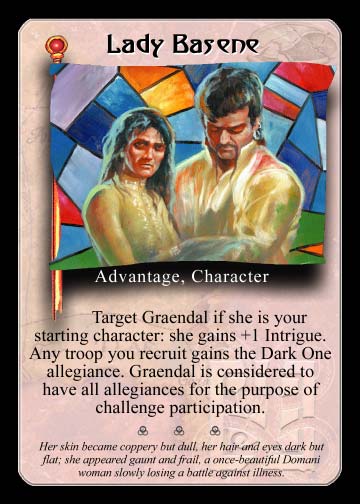 Lady Basene
Advantage, Character
Target Graendal if she is your
starting character: she gains +1 Intrigue.
Any troop you recruit gains the Dark One
allegiance. Graendal is considered to
have all allegiances for the purpose of
challenge participation.
Her skin became coppery but dull, her hair and eyes dark but
flat; she appeared gaunt and frail, a once-beautiful Domani
woman slowly losing a battle against illness.